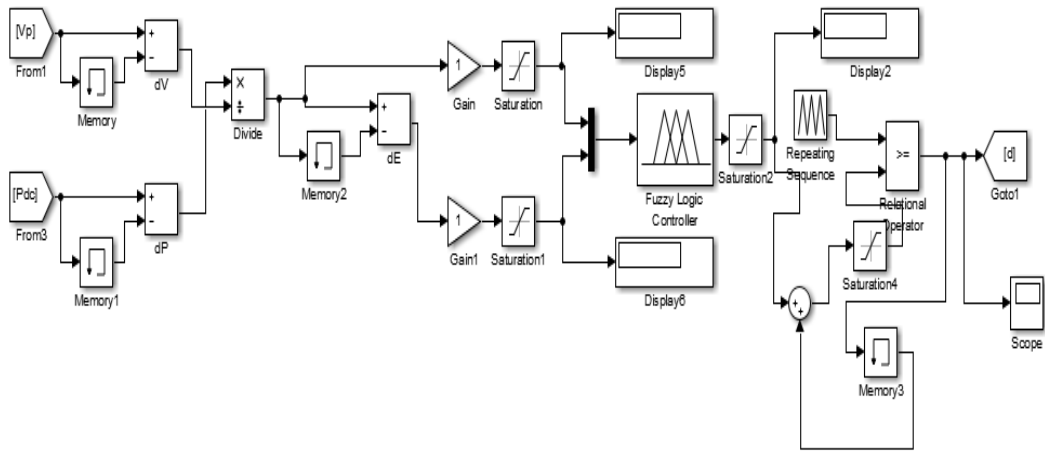 [Vp]
From1
+
−
dV
Memory
×
÷
Divide
[Pdc]
From3
+
−
dP
Memory1
Memory2
+
−
dE
1
Gain
Saturation
1
Gain1
Saturation1
Display5
Fuzzy Logic
Controller
Display6
Saturation2
Display2
Repeating
Sequence
>=
Relational
Operator
[d]
Goto1
Saturation4
+
+
Memory3
Scope